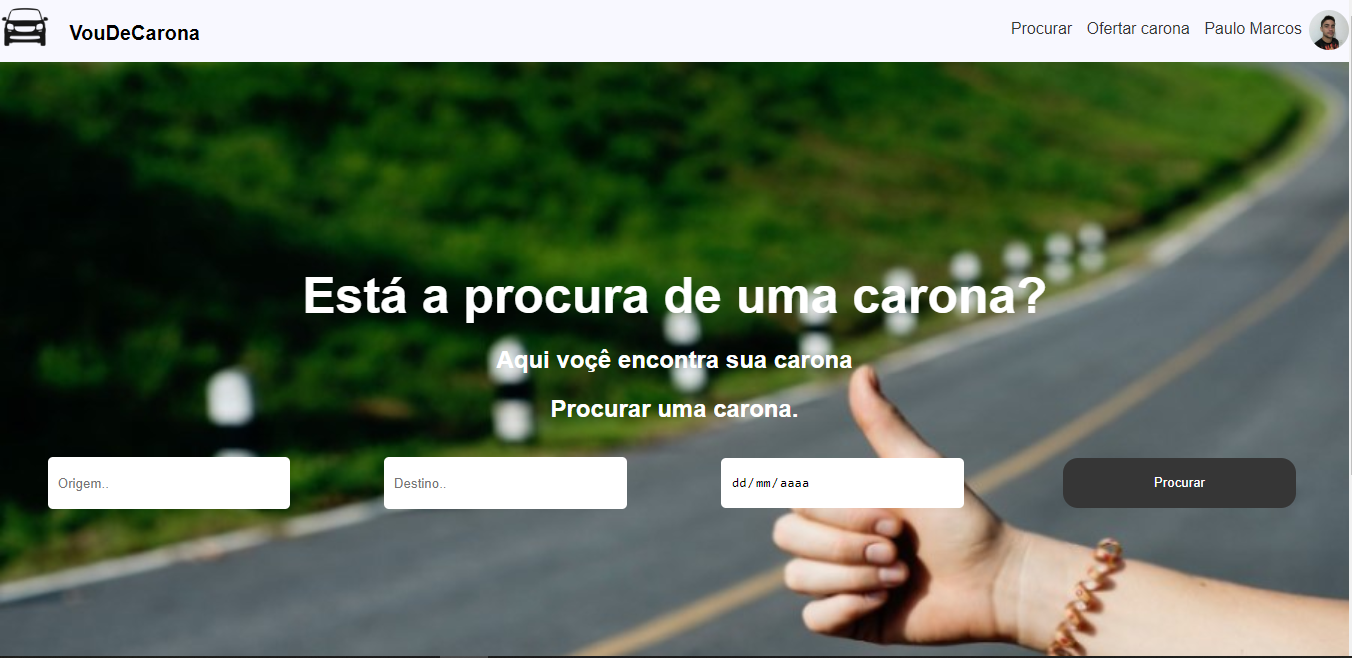 VouDeCarona
Procurar Ofertar carona Paulo Marcos
Está a procura de uma carona?
Aqui voçê encontra sua carona
Procurar uma carona.
Origem.. Destino.. dd/mm/aaaa Procurar